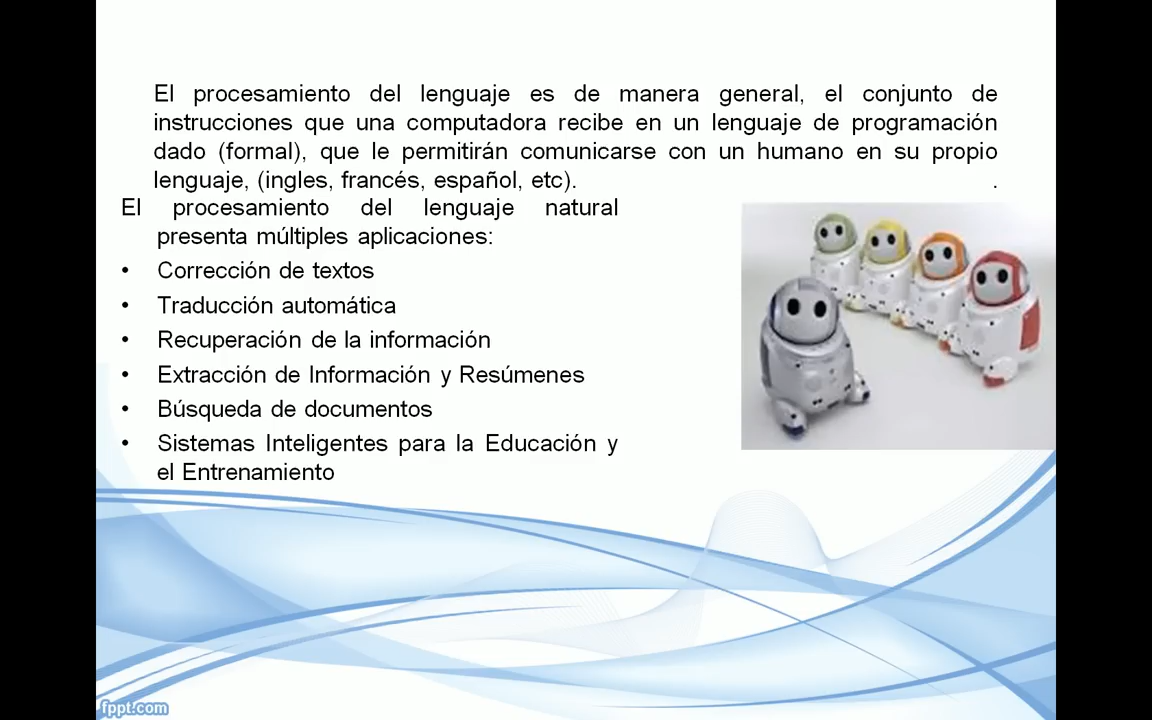 El procesamiento del lenguaje es de manera general, el conjunto de
instrucciones que una computadora recibe en un lenguaje de programación
dado (formal), que le permitirán comunicarse con un humano en su propio
lenguaje, (ingles, francés, español, etc). .
El procesamiento del lenguaje natural
presenta múltiples aplicaciones:
• Corrección de textos
• Traducción automática
• Recuperación de la información
• Extracción de Información y Resúmenes
• Búsqueda de documentos
• Sistemas Inteligentes para la Educación y
el Entrenamiento
fppt.com